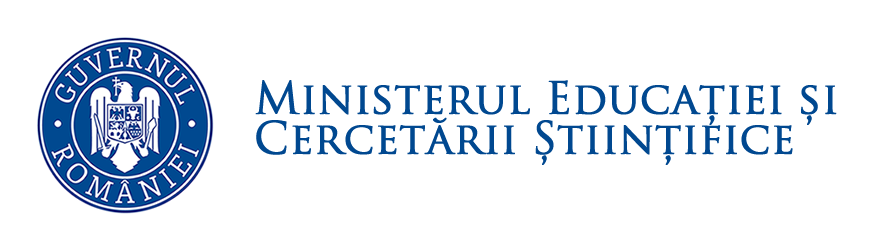 GUVERNUL
ROMÂNIEI
MINISTERUL EDUCAȚIEI ȘI
CERCETĂRII ȘTIINȚIFICE